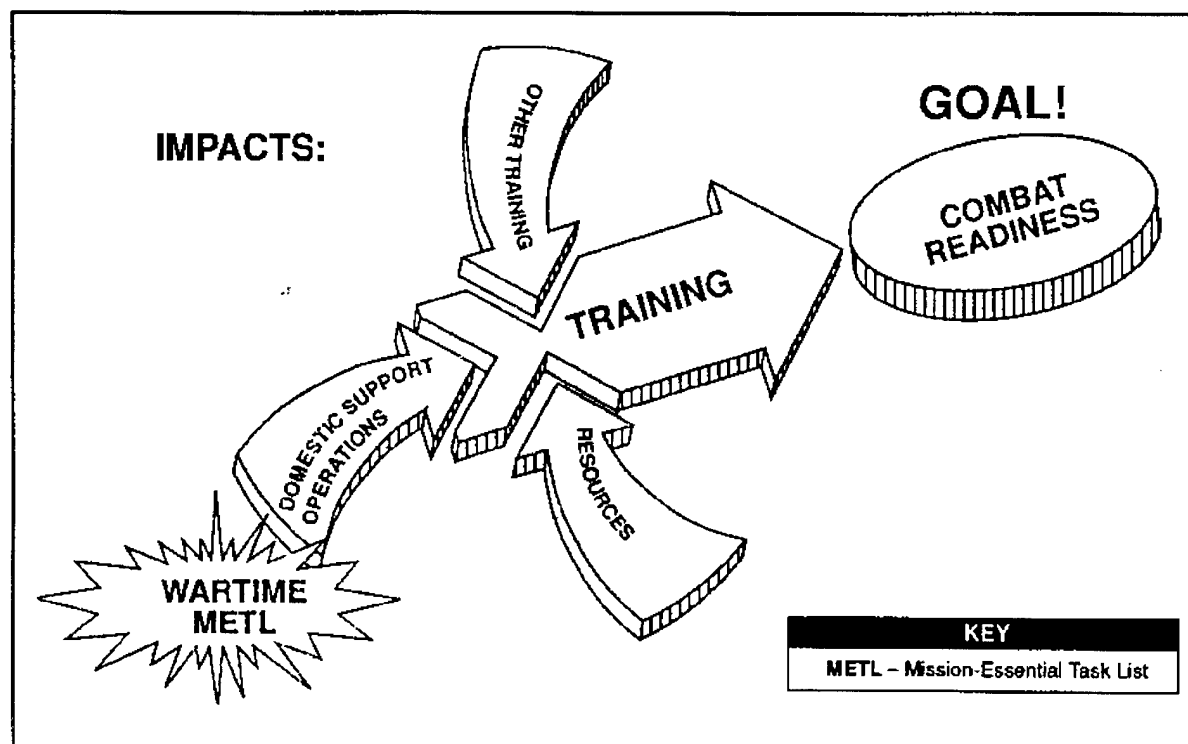 IMPACTS:
OTHER TRAINING
GOAL!
COMBAT
READINESS
TRAINING
DOMESTIC SUPPORT
OPERATIONS
RESOURCES
WARTIME
METL
KEY
METL – Mission-Essential Task List